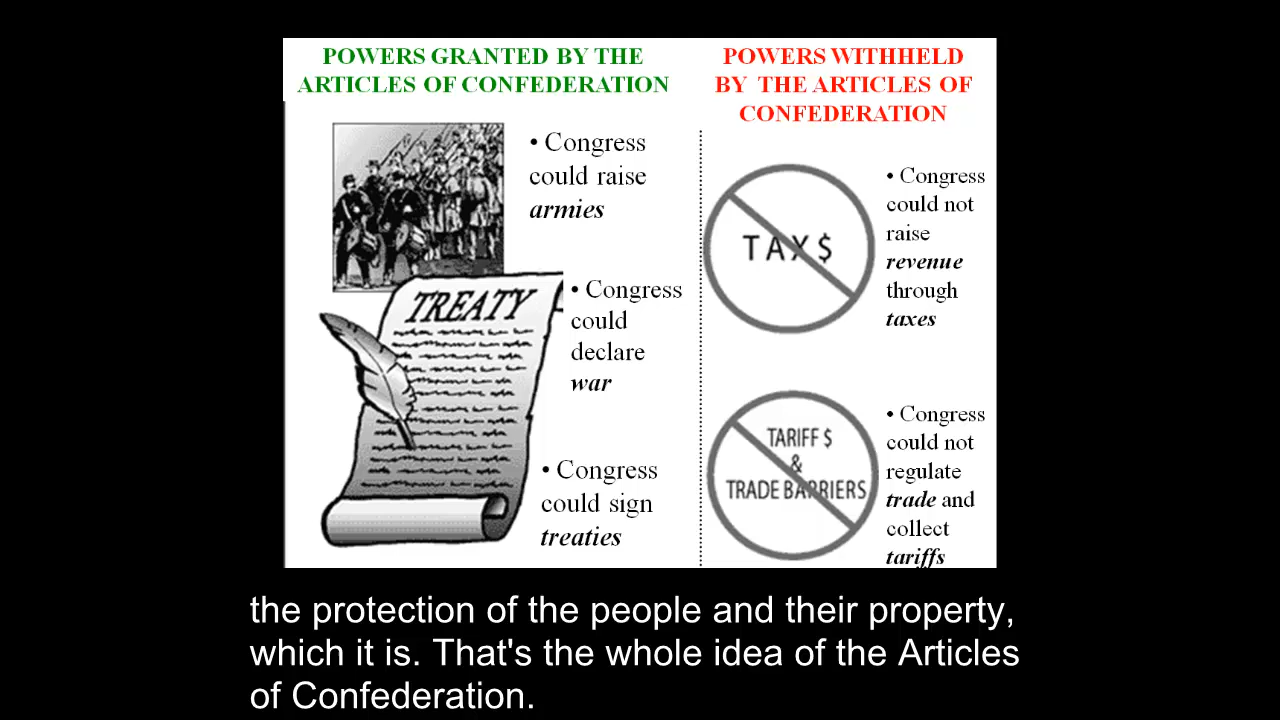 POWERS GRANTED BY THE
ARTICLES OF CONFEDERATION
• Congress
could raise
armies
TREATY
• Congress
could
declare
war
• Congress
could sign
treaties
POWERS WITHHELD
BY THE ARTICLES OF
CONFEDERATION
TAX $
• Congress
could not
raise
revenue
through
taxes
TARIFF $
&
TRADE BARRIERS
• Congress
could not
regulate
trade and
collect
tariffs
the protection of the people and their property,
which it is. That's the whole idea of the Articles
of Confederation.